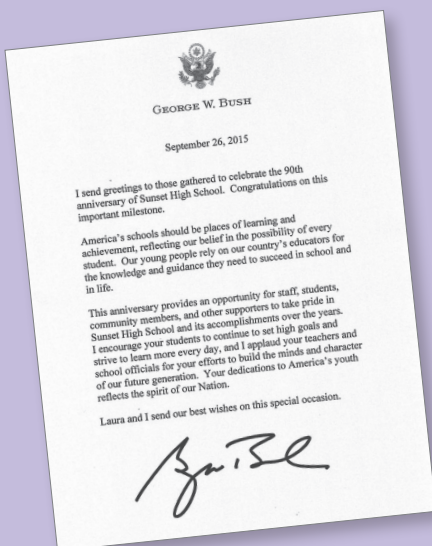 GEORGE W. BUSH
September 26, 2015
I send greetings to those gathered to celebrate the 90th
anniversary of Sunset High School. Congratulations on this
important milestone.
America's schools should be places of learning and
achievement, reflecting our belief in the possibility of every
student. Our young people rely on our country's educators for
the knowledge and guidance they need to succeed in school and
in life.
This anniversary provides an opportunity for staff, students,
community members, and other supporters to take pride in
Sunset High School and its accomplishments over the years.
I encourage your students to continue to set high goals and
strive to learn more every day, and I applaud your teachers and
school officials for your efforts to build the minds and character
of our future generation. Your dedications to America's youth
reflects the spirit of our Nation.
Laura and I send our best wishes on this special occasion.